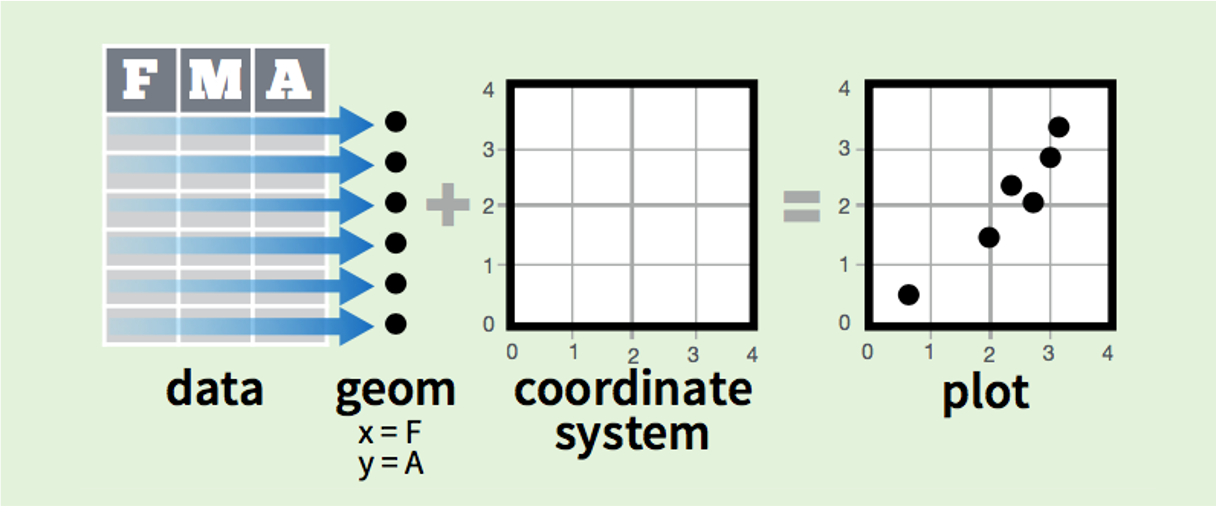 F M A
+
=
4
3
2
1
0
0 1 2 3 4
4
3
2
1
0
0 1 2 3 4
data
geom
x = F
y = A
coordinate
system
plot